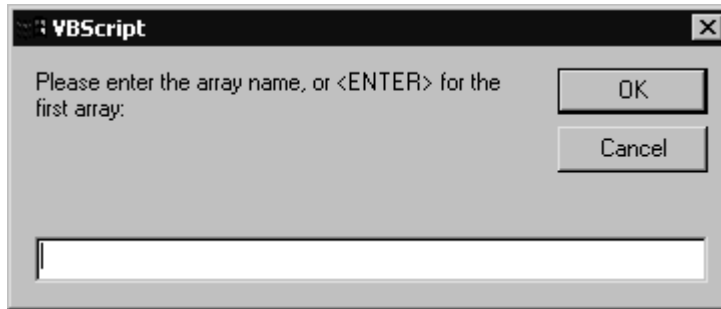 VBScript
Please enter the array name, or <ENTER> for the
first array:
OK
Cancel